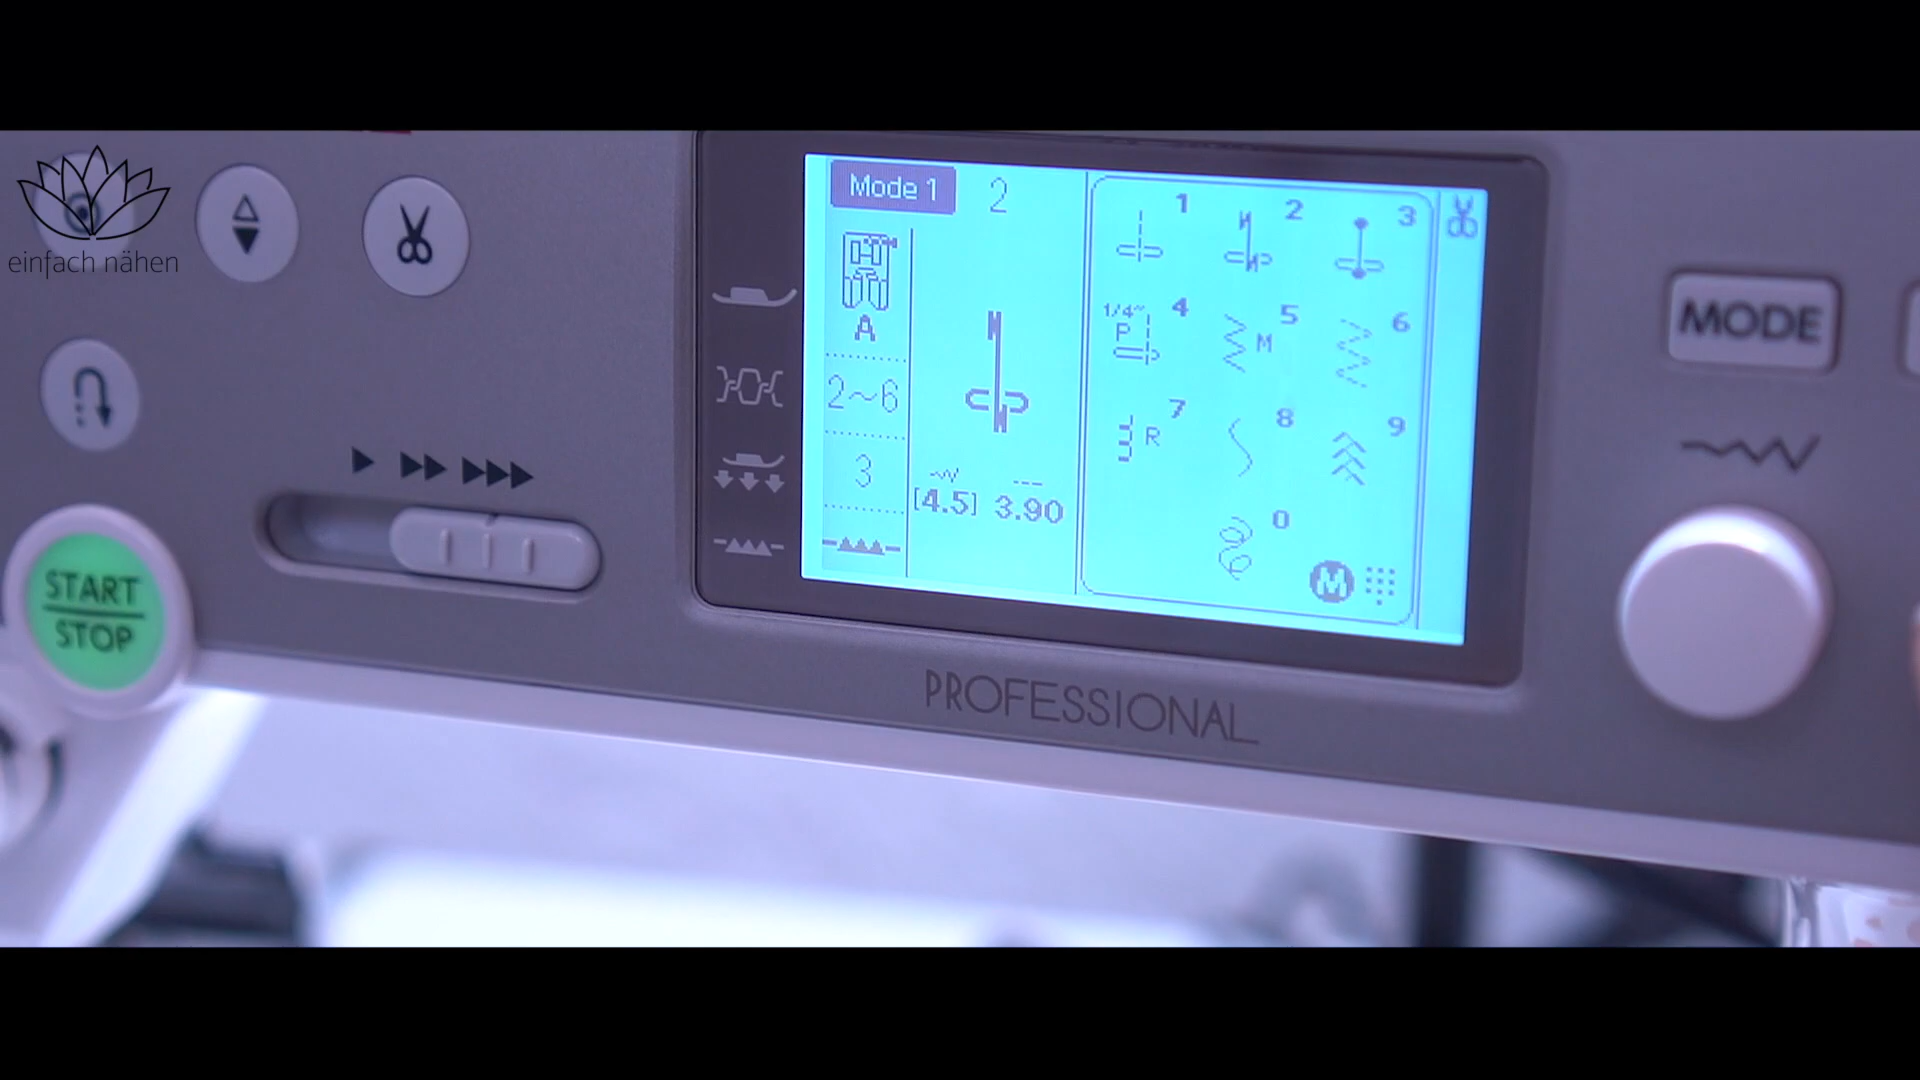 einfach nähen
START
STOP
Mode 1 2
A
2~6
3
[4.5] 3.90
1 2 3
1/4" P 4 M 5 6
R 7 8 9
0
M
PROFESSIONAL
MODE